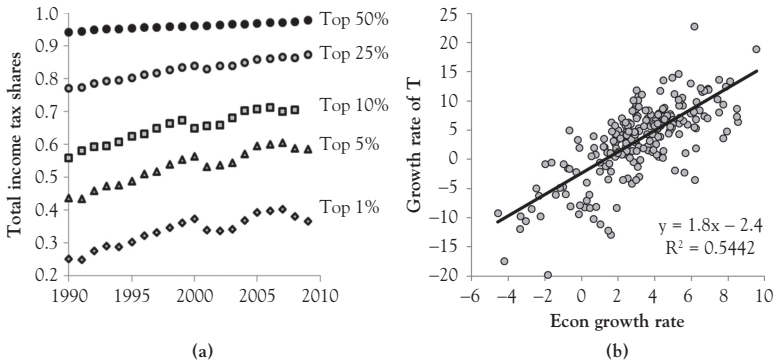 Total income tax shares
1.0
0.9
0.8
0.7
0.6
0.5
0.4
0.3
0.2
Top 50%
Top 25%
Top 10%
Top 5%
Top 1%
1990 1995 2000 2005 2010
(a)
Growth rate of T
25
20
15
10
5
0
−5
−10
−15
−20
y = 1.8x − 2.4
R² = 0.5442
−6 −4 −2 0 2 4 6 8 10
Econ growth rate
(b)